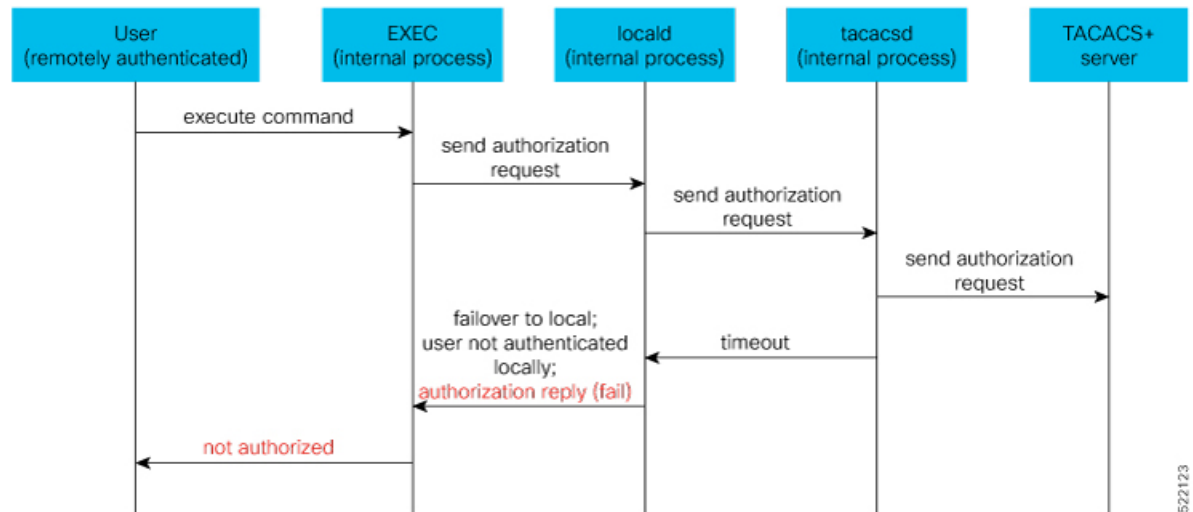 User
(remotely authenticated)
EXEC
(internal process)
locald
(internal process)
tacacsd
(internal process)
TACACS+
server
execute command
send authorization
request
send authorization
request
send authorization
request
failover to local;
user not authenticated
locally;
authorization reply (fail)
timeout
not authorized
522123